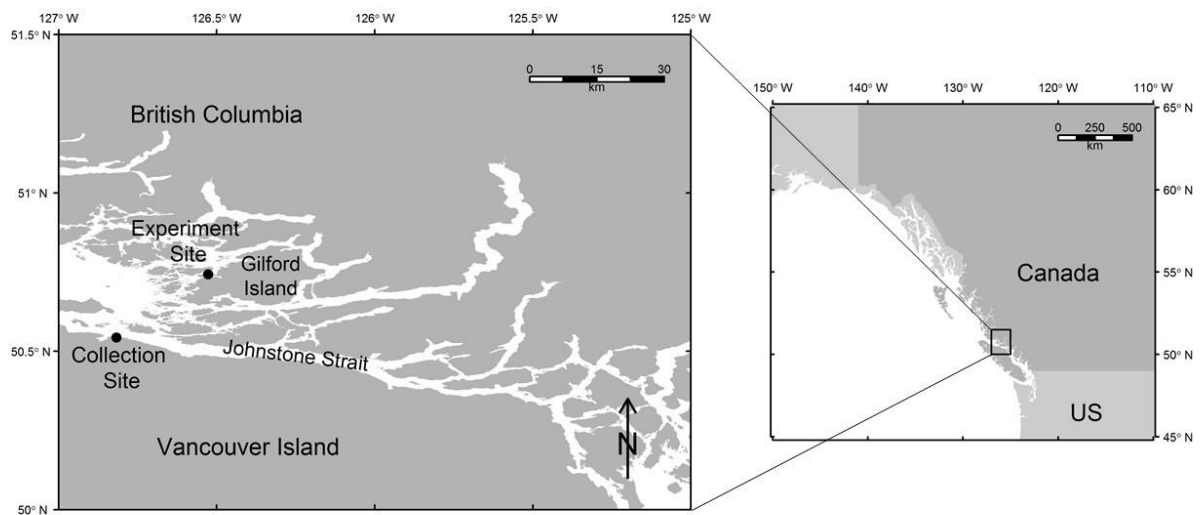 127° W 126.5° W 126° W 125.5° W 125° W
51.5° N
0 15 30
km
British Columbia
51° N
Experiment
Site
Gilford
Island
50.5° N
Collection
Site
Johnstone Strait
Vancouver Island
N
50° N
150° W 140° W 130° W 120° W 110° W
65° N
0 250 500
km
60° N
55° N
Canada
50° N
US
45° N